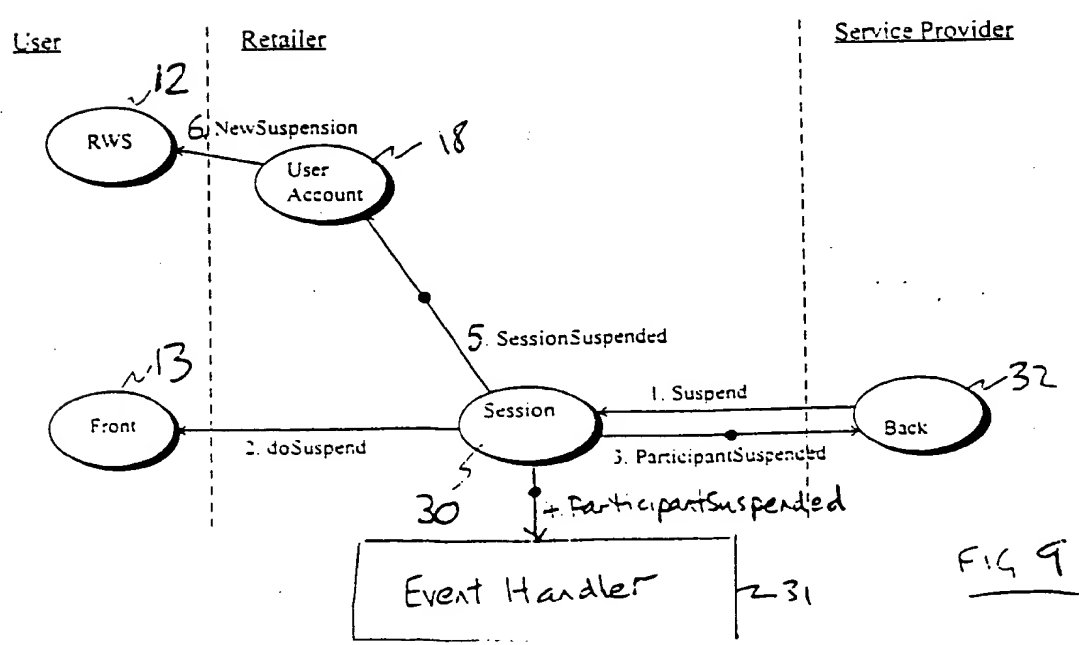 User
Retailer
Service Provider
12
RWS
6. NewSuspension
18
User
Account
5. SessionSuspended
13
32
1. Suspend
Session
Front
Back
2. doSuspend
3. ParticipantSuspended
30
+. ParticipantSuspended
Event Handler
31
FIG 9